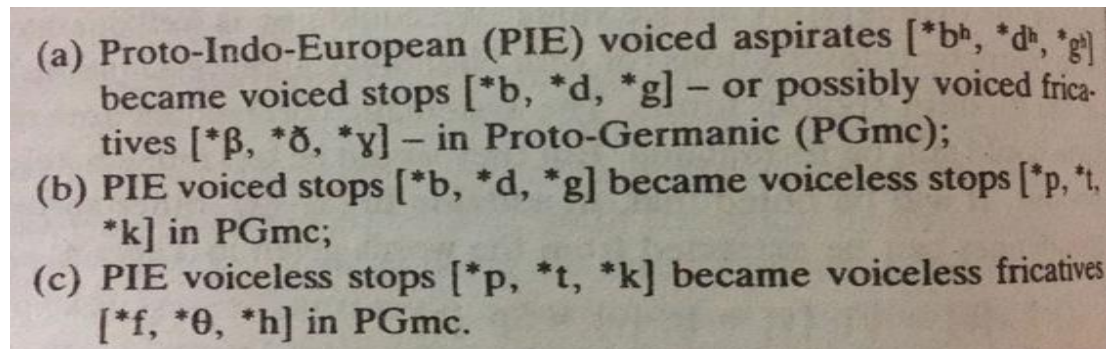 (a) Proto-Indo-European (PIE) voiced aspirates [*bʰ, *dʰ, *gʰ]
became voiced stops [*b, *d, *g] – or possibly voiced frica-
tives [*β, *ð, *ɣ] – in Proto-Germanic (PGmc);
(b) PIE voiced stops [*b, *d, *g] became voiceless stops [*p, *t,
*k] in PGmc;
(c) PIE voiceless stops [*p, *t, *k] became voiceless fricatives
[*f, *θ, *h] in PGmc.